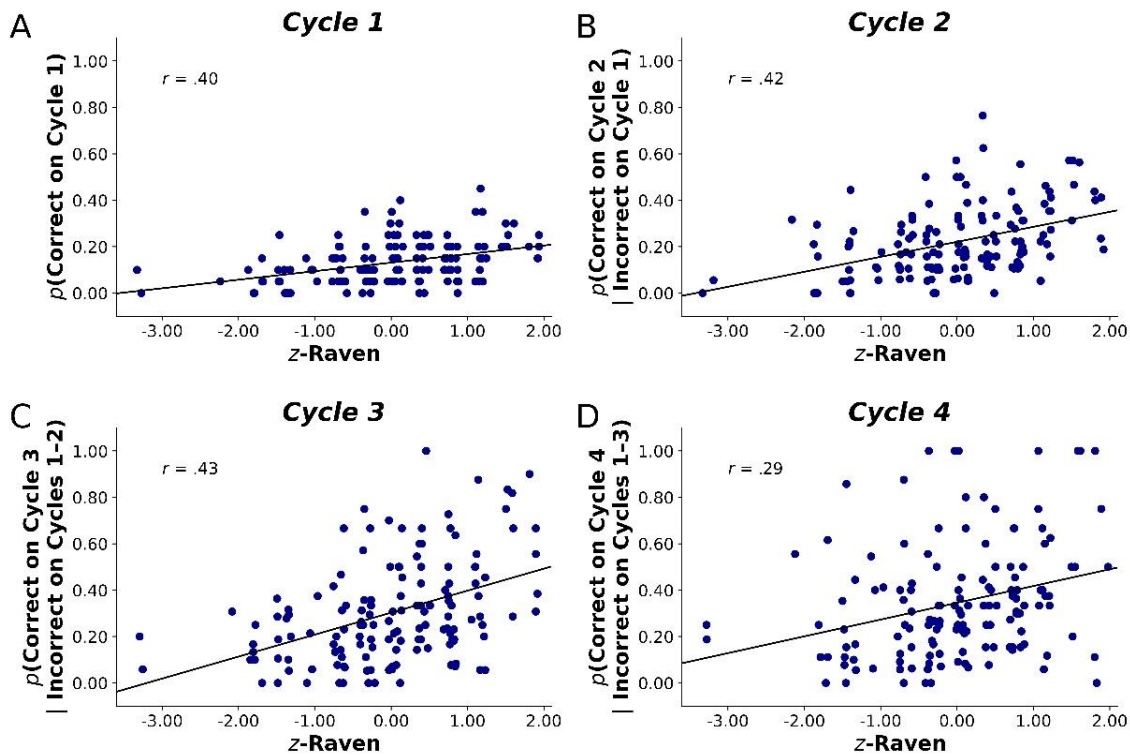 A
Cycle 1
p(Correct on Cycle 1)
1.00
0.80
0.60
0.40
0.20
0.00
r = .40
-3.00 -2.00 -1.00 0.00 1.00 2.00
z-Raven
B
Cycle 2
p(Correct on Cycle 2
| Incorrect on Cycle 1)
1.00
0.80
0.60
0.40
0.20
0.00
r = .42
-3.00 -2.00 -1.00 0.00 1.00 2.00
z-Raven
C
Cycle 3
p(Correct on Cycle 3
| Incorrect on Cycles 1–2)
1.00
0.80
0.60
0.40
0.20
0.00
r = .43
-3.00 -2.00 -1.00 0.00 1.00 2.00
z-Raven
D
Cycle 4
p(Correct on Cycle 4
| Incorrect on Cycles 1–3)
1.00
0.80
0.60
0.40
0.20
0.00
r = .29
-3.00 -2.00 -1.00 0.00 1.00 2.00
z-Raven